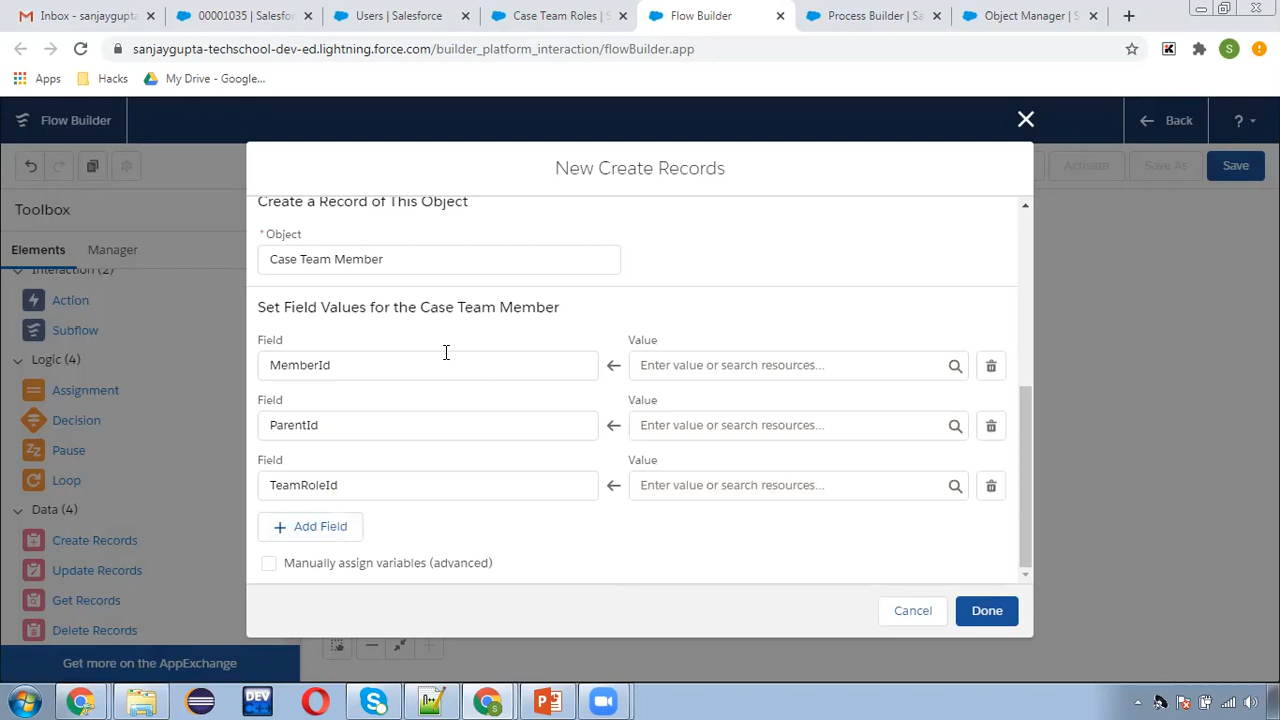 Inbox - sanjaygupta
00001035 | Salesfor
Users | Salesforce
Case Team Roles | S
Flow Builder
Process Builder | Sa
Object Manager | S
sanjaygupta-techschool-dev-ed.lightning.force.com/builder_platform_interaction/flowBuilder.app
S
Apps
Hacks
My Drive - Google...
Flow Builder
Back
?
Activate
Save As
Save
New Create Records
Toolbox
Elements
Manager
Interaction (2)
Action
Subflow
Logic (4)
Assignment
Decision
Pause
Loop
Data (4)
Create Records
Update Records
Get Records
Delete Records
Get more on the AppExchange
Create a Record of This Object
*Object
Case Team Member
Set Field Values for the Case Team Member
Field
Value
MemberId
Enter value or search resources...
Field
Value
ParentId
Enter value or search resources...
Field
Value
TeamRoleId
Enter value or search resources...
+ Add Field
Manually assign variables (advanced)
Cancel
Done
DEV